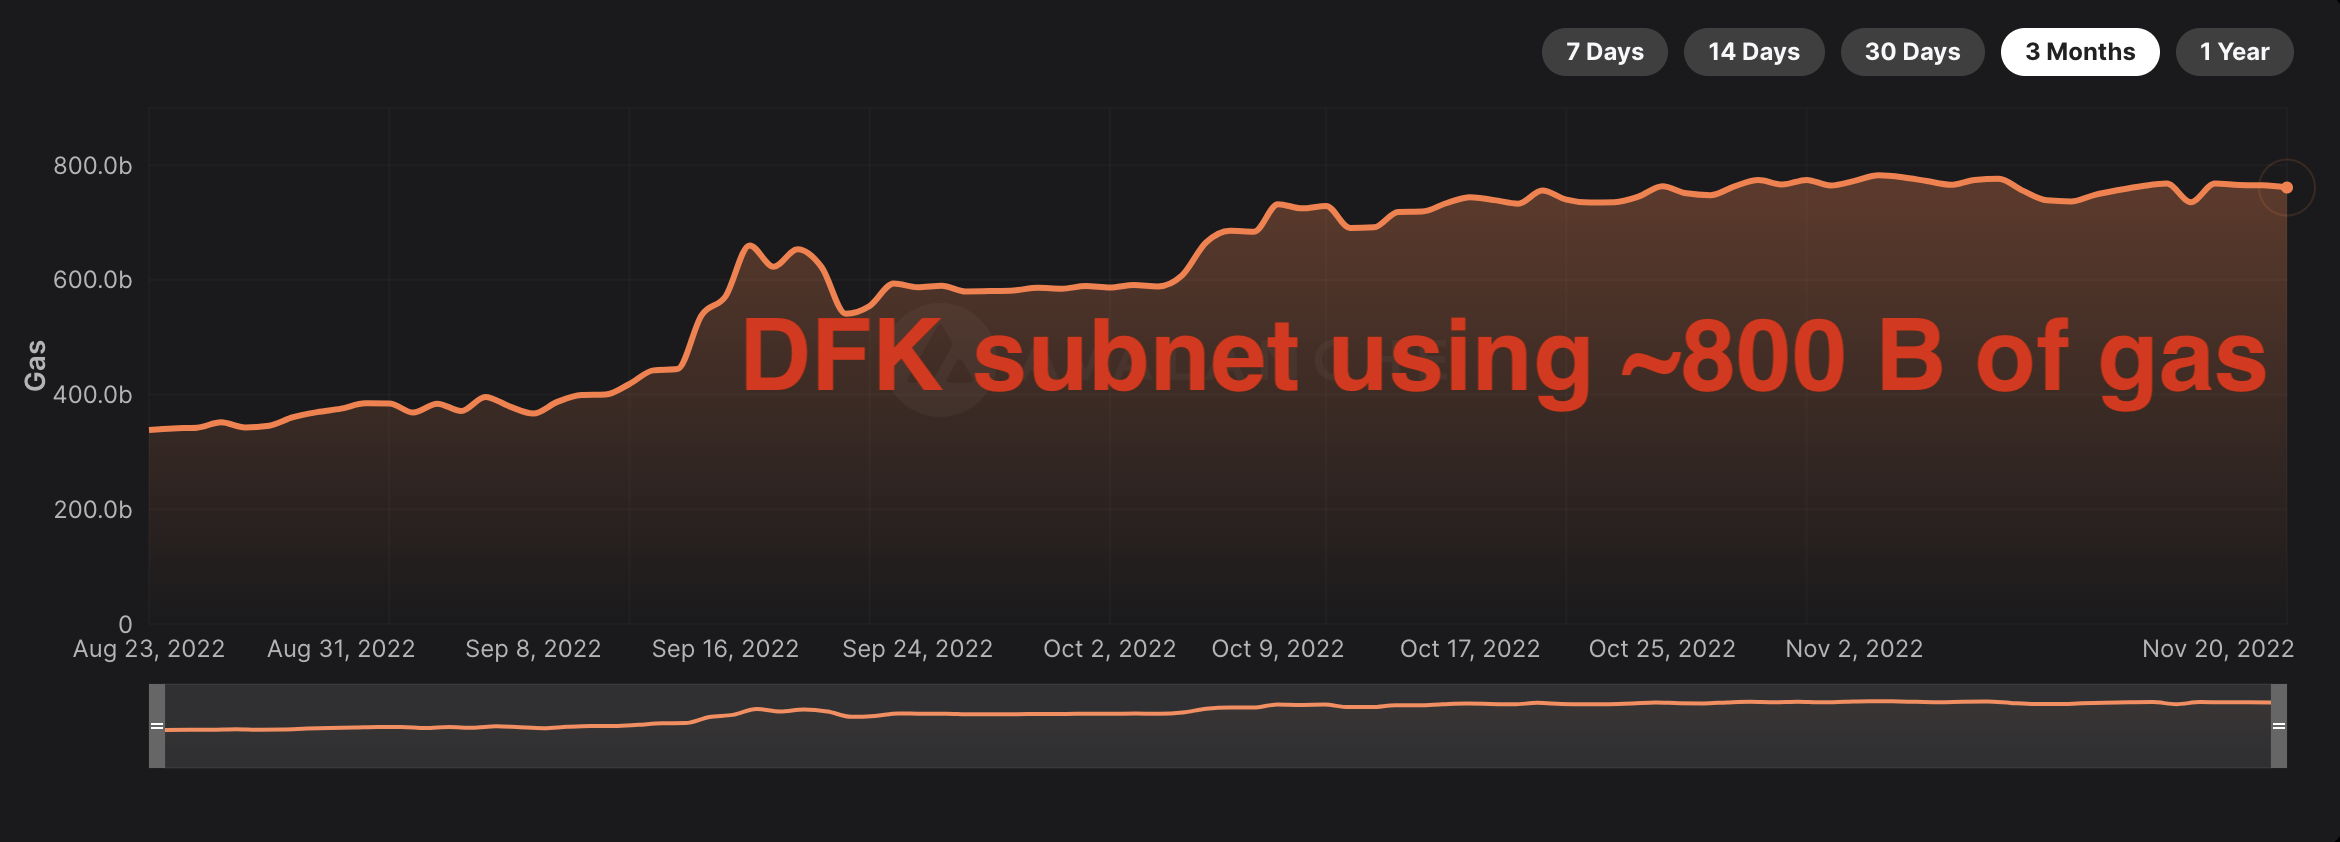 7 Days
14 Days
30 Days
3 Months
1 Year
800.0b
600.0b
400.0b
200.0b
0
Gas
DFK subnet using ~800 B of gas
Aug 23, 2022
Aug 31, 2022
Sep 8, 2022
Sep 16, 2022
Sep 24, 2022
Oct 2, 2022
Oct 9, 2022
Oct 17, 2022
Oct 25, 2022
Nov 2, 2022
Nov 20, 2022